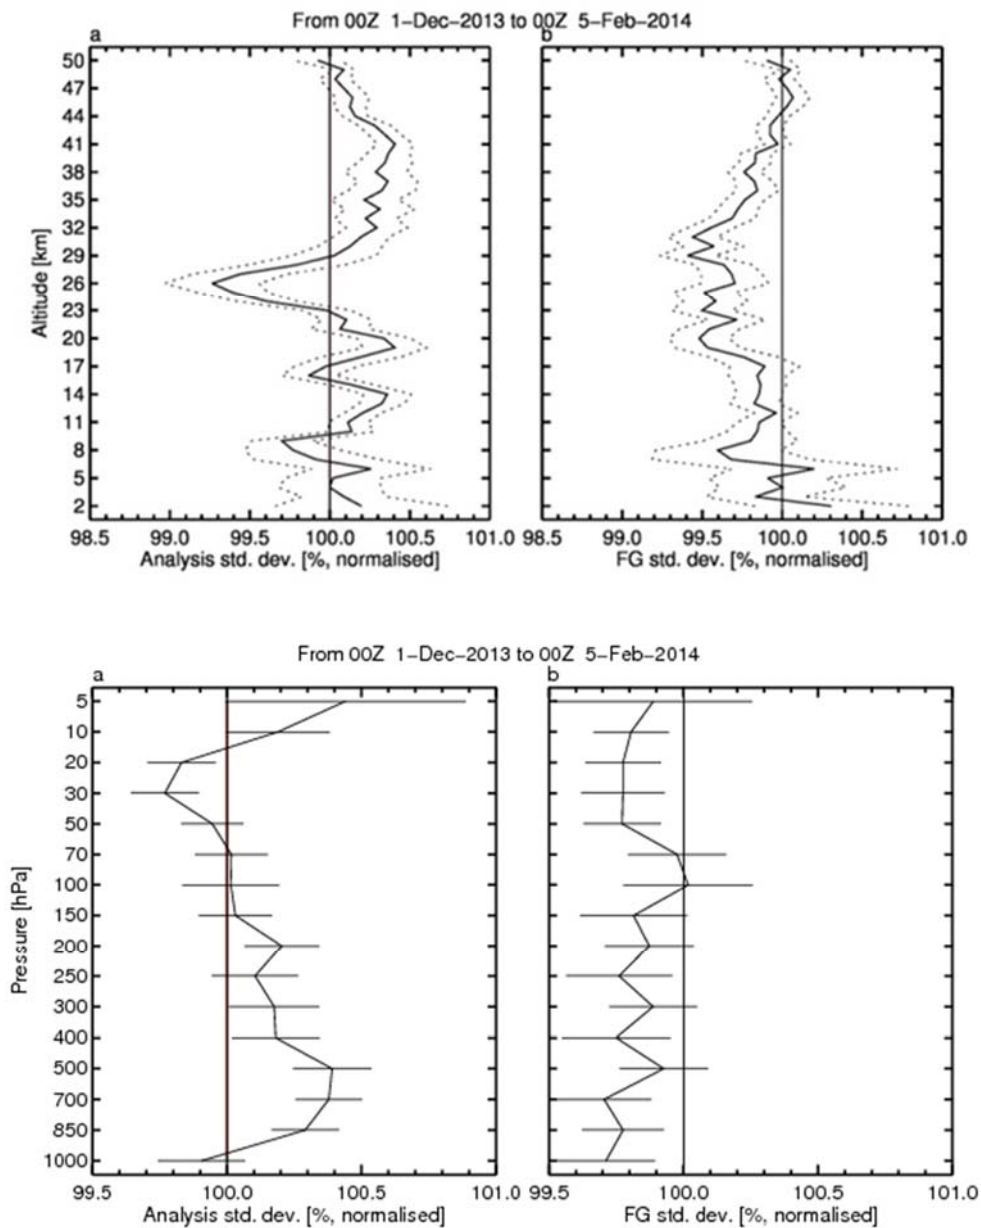 From 00Z 1-Dec-2013 to 00Z 5-Feb-2014
a
b
Altitude [km]
50
47
44
41
38
35
32
29
26
23
20
17
14
11
8
5
2
98.5 99.0 99.5 100.0 100.5 101.0
98.5 99.0 99.5 100.0 100.5 101.0
Analysis std. dev. [%, normalised]
FG std. dev. [%, normalised]
From 00Z 1-Dec-2013 to 00Z 5-Feb-2014
a
b
Pressure [hPa]
5
10
20
30
50
70
100
150
200
250
300
400
500
700
850
1000
99.5 100.0 100.5 101.0
99.5 100.0 100.5 101.0
Analysis std. dev. [%, normalised]
FG std. dev. [%, normalised]